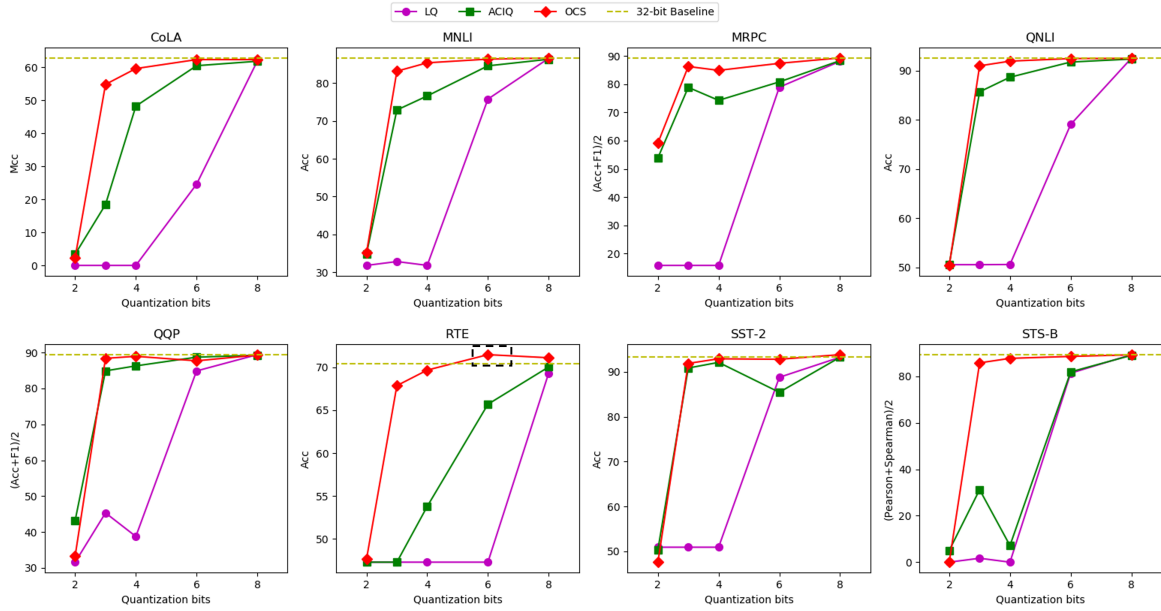 LQ ACIQ OCS 32-bit Baseline
CoLA MNLI MRPC QNLI
Mcc
60
50
40
30
20
10
0
2 4 6 8
Quantization bits
Acc
80
70
60
50
40
30
2 4 6 8
Quantization bits
(Acc+F1)/2
90
80
70
60
50
40
30
20
2 4 6 8
Quantization bits
Acc
90
80
70
60
50
2 4 6 8
Quantization bits
QQP RTE SST-2 STS-B
(Acc+F1)/2
90
80
70
60
50
40
30
2 4 6 8
Quantization bits
Acc
70
65
60
55
50
2 4 6 8
Quantization bits
Acc
90
80
70
60
50
2 4 6 8
Quantization bits
(Pearson+Spearman)/2
80
60
40
20
0
2 4 6 8
Quantization bits